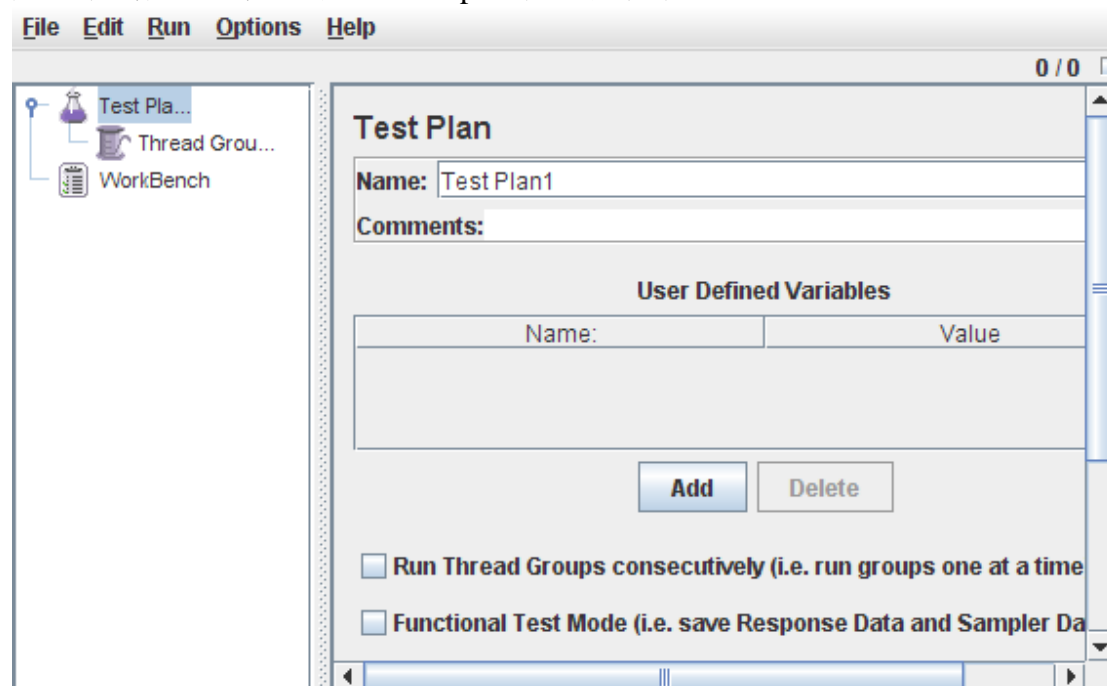 File Edit Run Options Help
0 / 0
Test Pla...
Thread Grou...
WorkBench
Test Plan
Name: Test Plan1
Comments:
User Defined Variables
Name: Value
Add Delete
Run Thread Groups consecutively (i.e. run groups one at a time
Functional Test Mode (i.e. save Response Data and Sampler Da